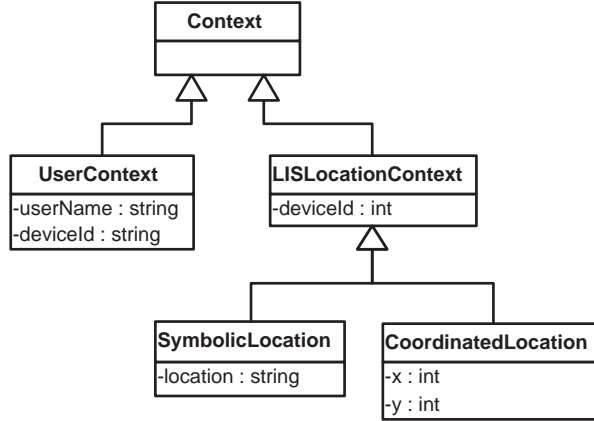 Context
UserContext
-userName : string
-deviceId : string
LISLocationContext
-deviceId : int
SymbolicLocation
-location : string
CoordinatedLocation
-x : int
-y : int